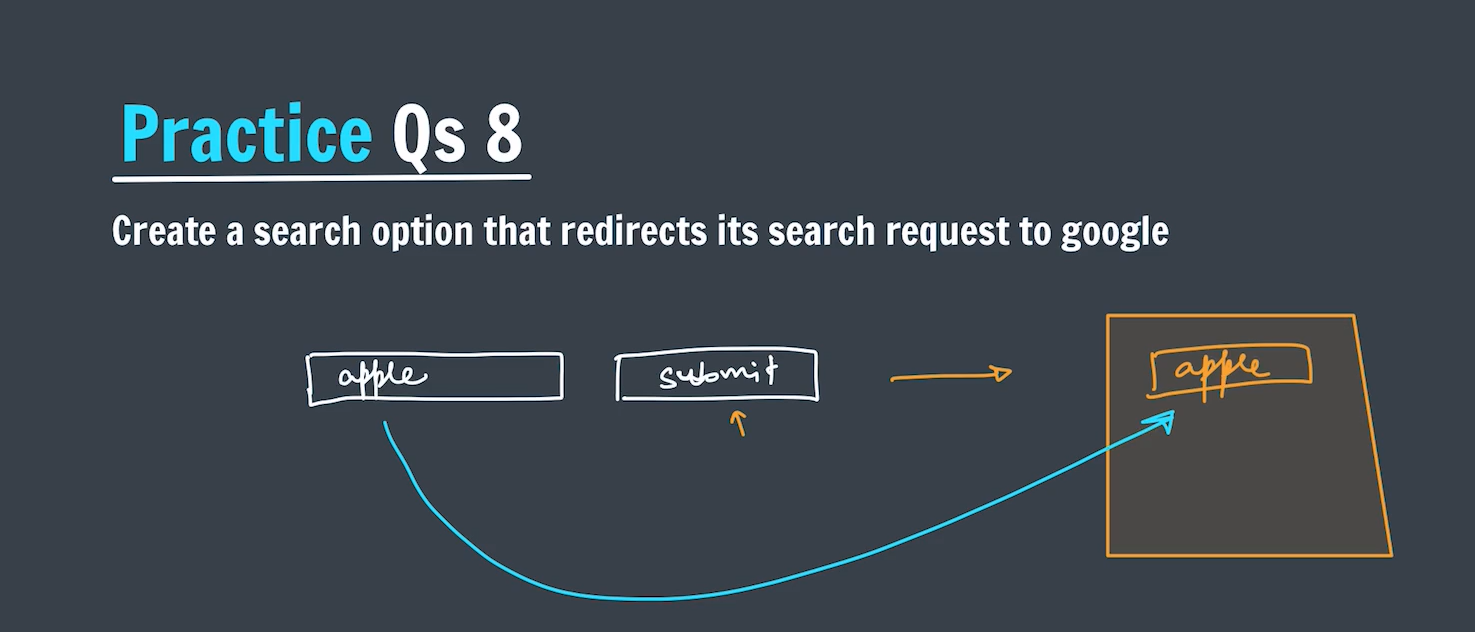 Practice Qs 8
Create a search option that redirects its search request to google
apple submit apple